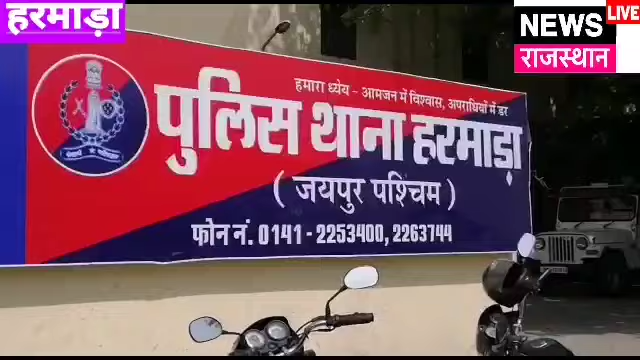 हरमाड़ा
LIVE
NEWS
राजस्थान
हमारा ध्येय - आमजन में विश्वास, अपराधियों में डर
पुलिस थाना हरमाड़ा
( जयपुर पश्चिम )
फोन नं. 0141 - 2253400, 2263744